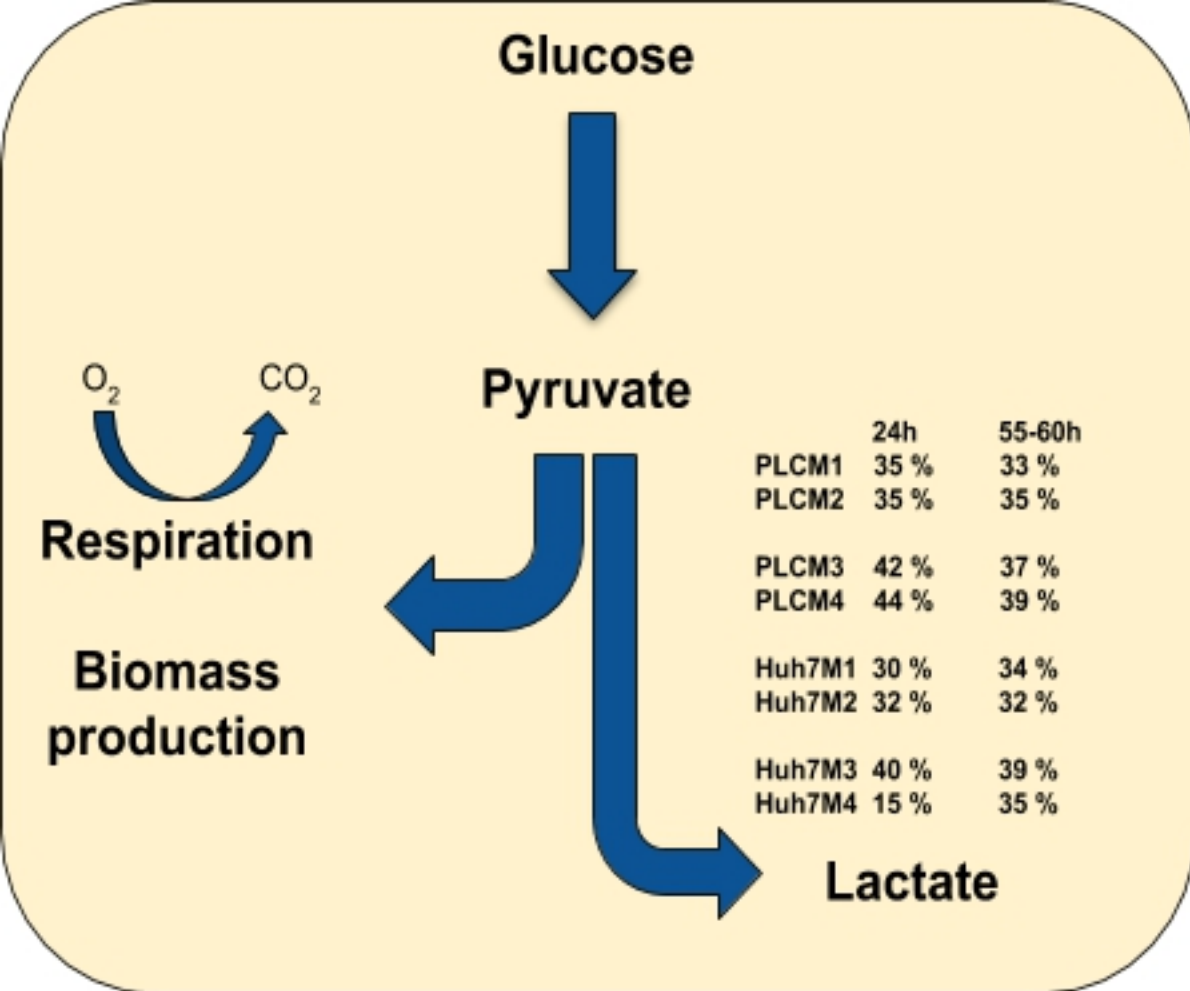 Glucose
Pyruvate
O2 CO2
Respiration
Biomass
production
24h 55-60h
PLCM1 35 % 33 %
PLCM2 35 % 35 %
PLCM3 42 % 37 %
PLCM4 44 % 39 %
Huh7M1 30 % 34 %
Huh7M2 32 % 32 %
Huh7M3 40 % 39 %
Huh7M4 15 % 35 %
Lactate